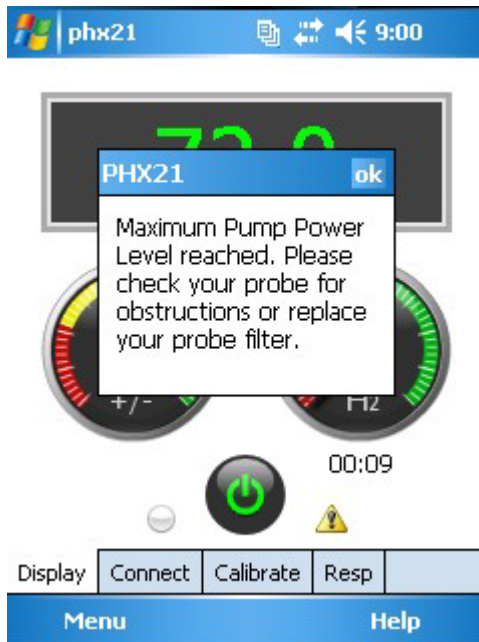 phx21 9:00
PHX21 ok
Maximum Pump Power
Level reached. Please
check your probe for
obstructions or replace
your probe filter.
+/- H2
00:09
Display Connect Calibrate Resp
Menu Help